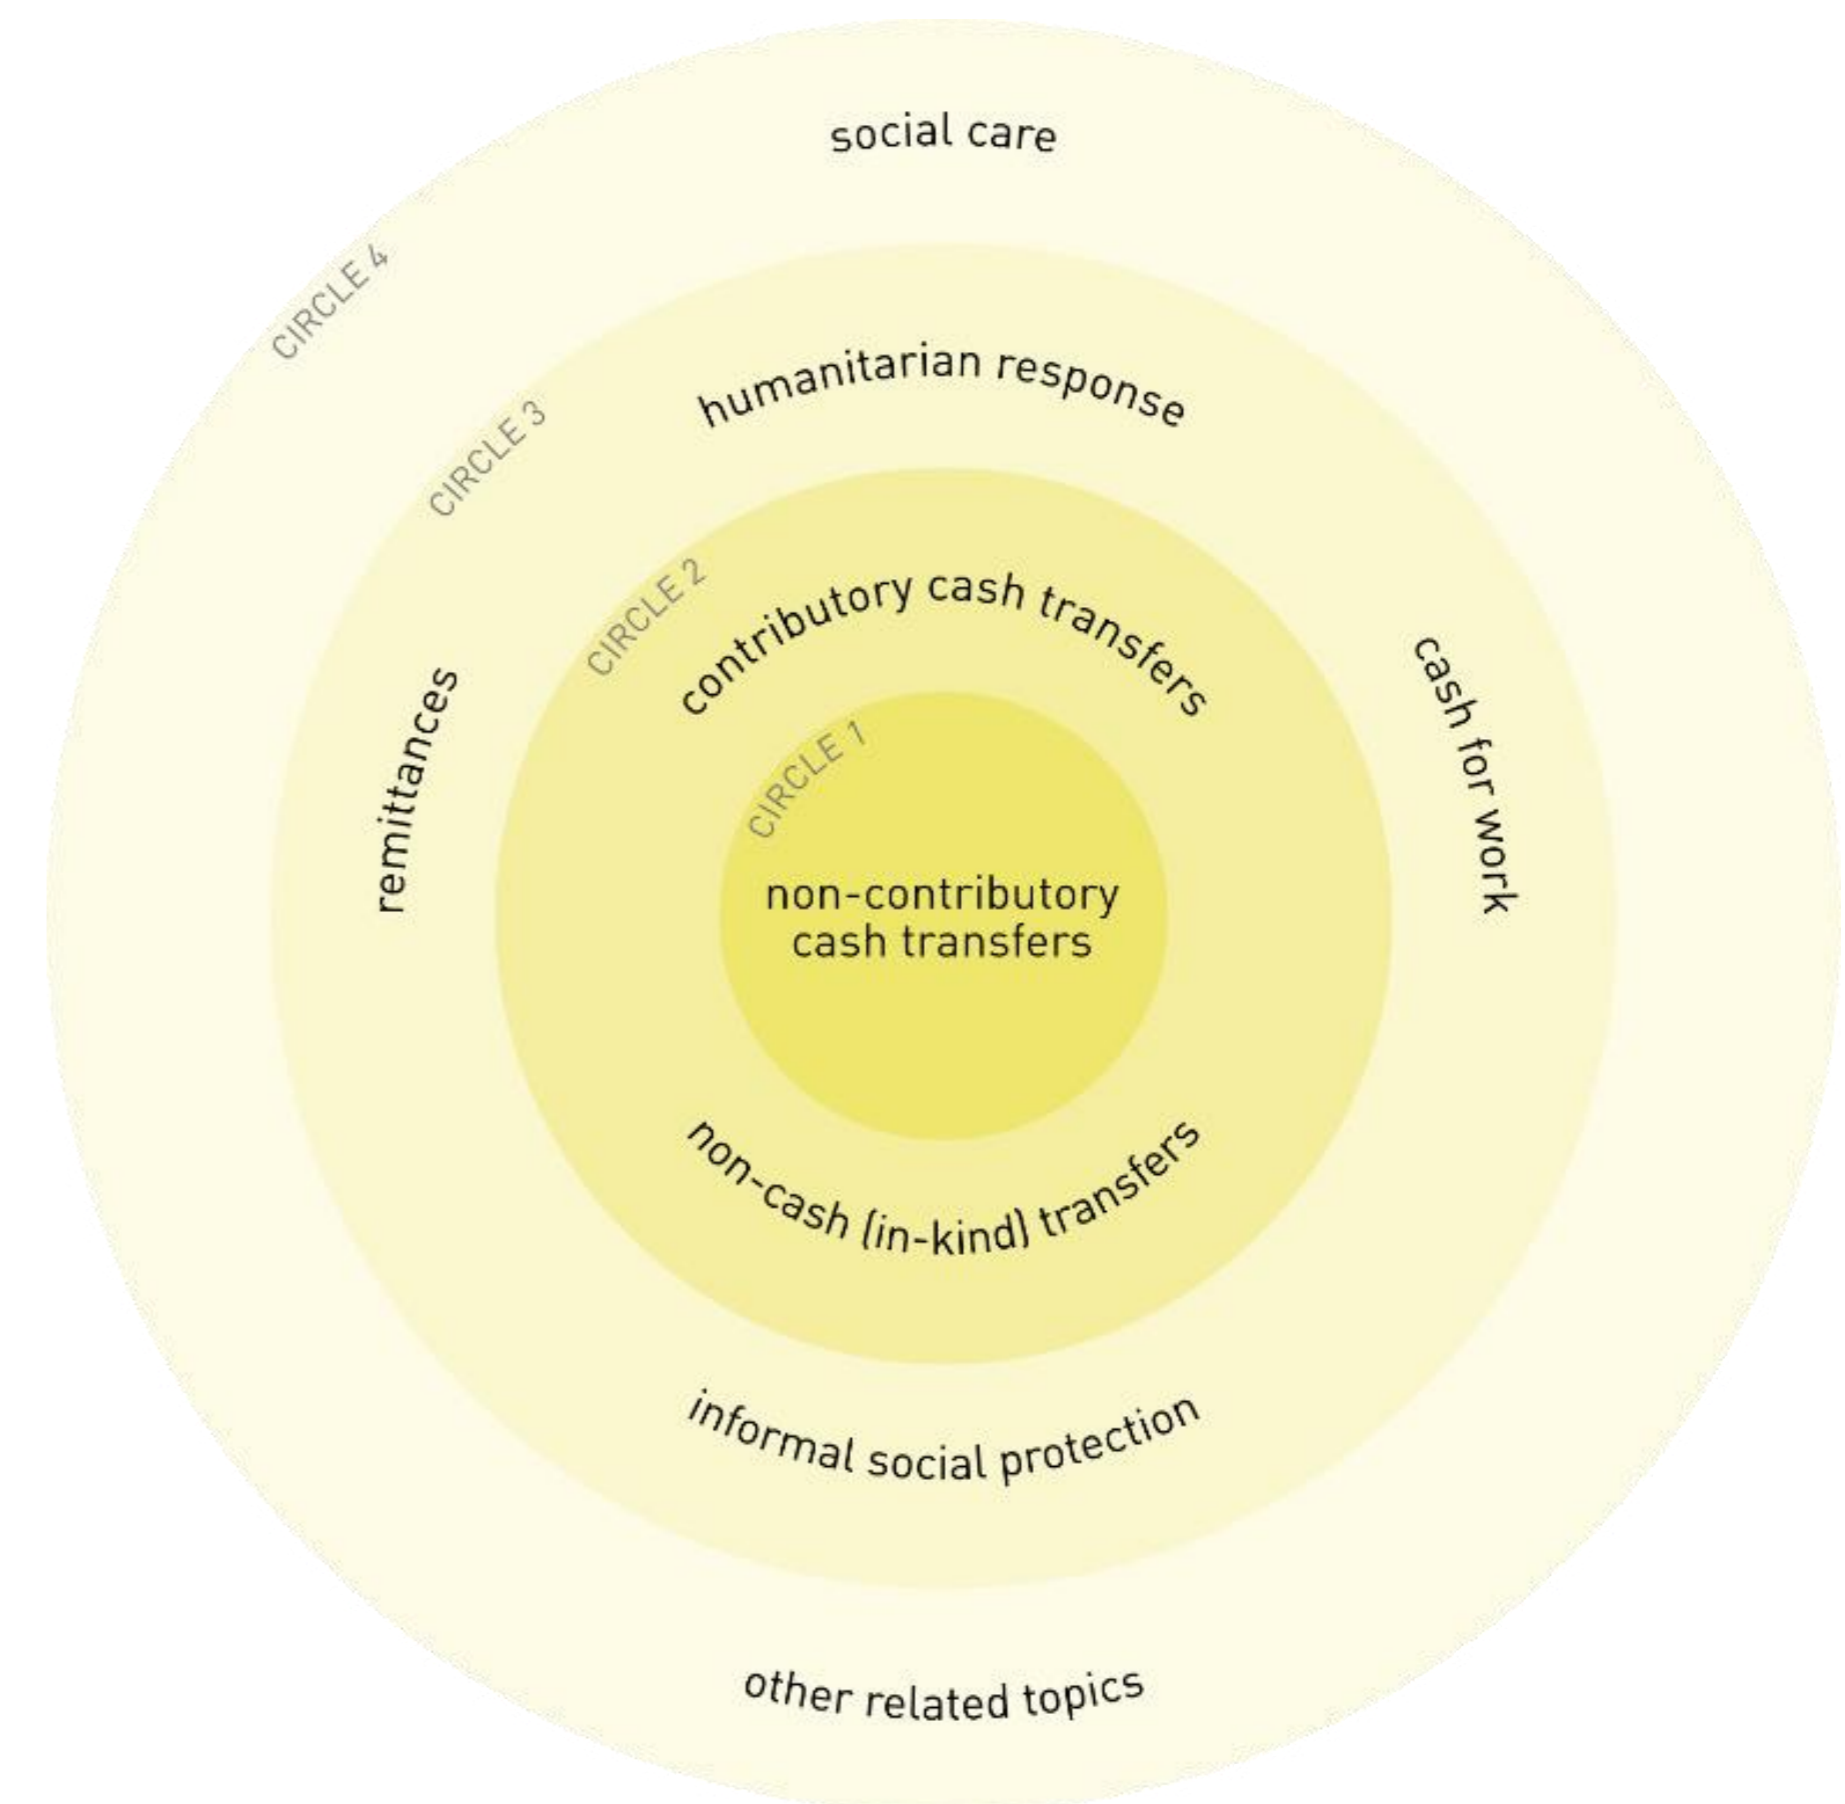 social care
CIRCLE 4
humanitarian response
CIRCLE 3
contributory cash transfers
CIRCLE 2
remittances
cash for work
CIRCLE 1
non-contributory
cash transfers
non-cash (in-kind) transfers
informal social protection
other related topics